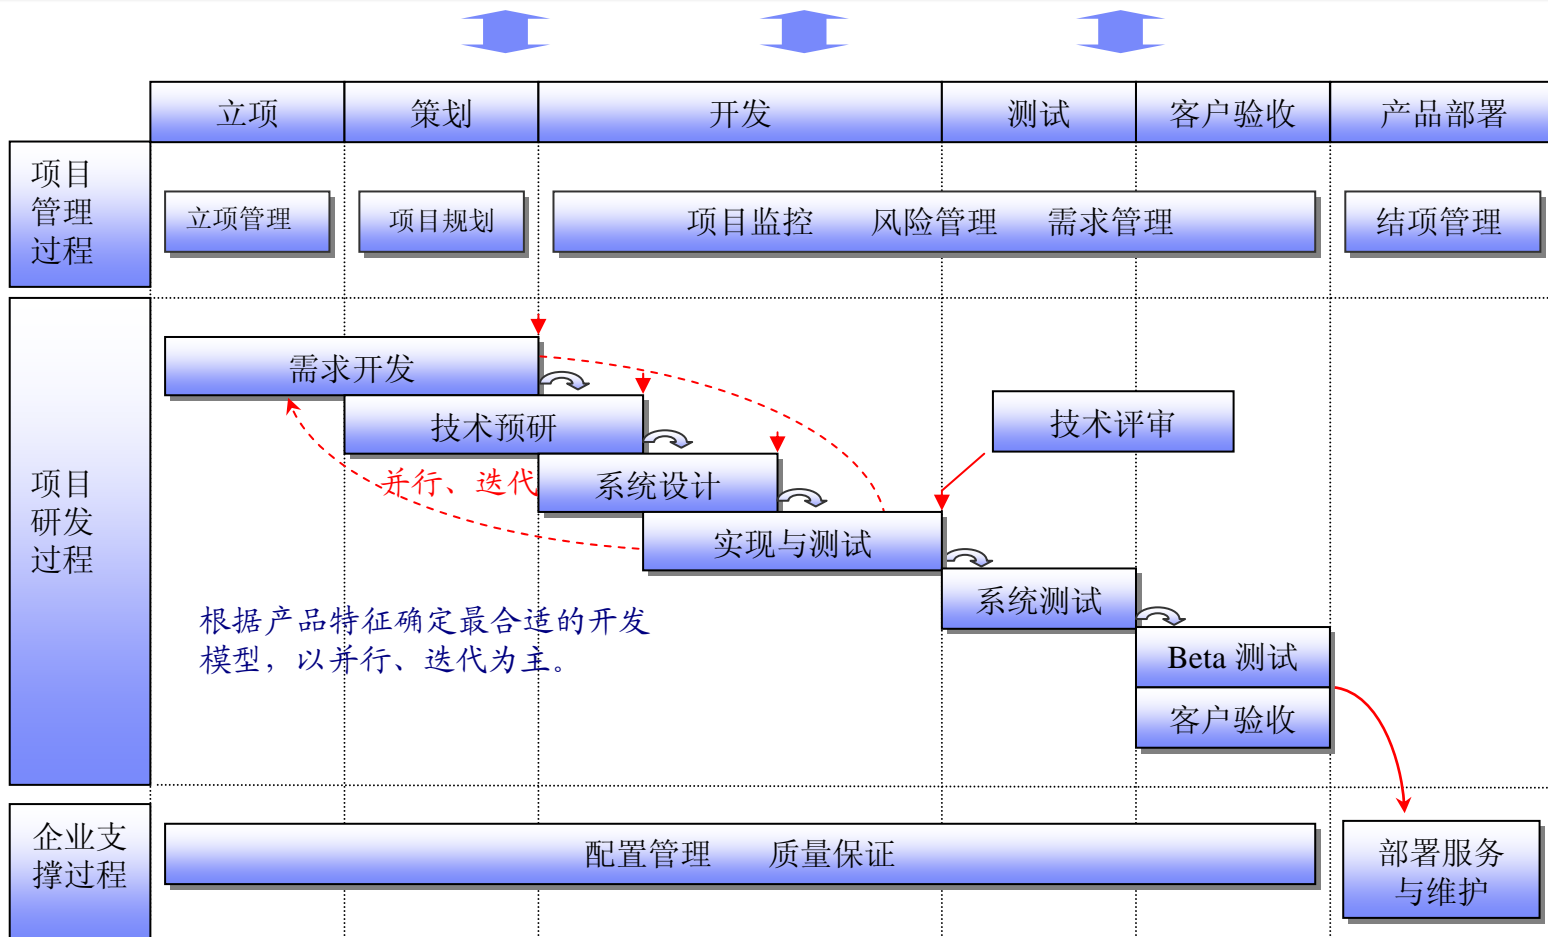 立项 策划 开发 测试 客户验收 产品部署
项目
管理
过程
立项管理 项目规划 项目监控 风险管理 需求管理 结项管理
项目
研发
过程
需求开发
技术预研
技术评审
并行、迭代
系统设计
实现与测试
系统测试
根据产品特征确定最合适的开发
模型，以并行、迭代为主。
Beta 测试
客户验收
企业支
撑过程
配置管理 质量保证
部署服务
与维护